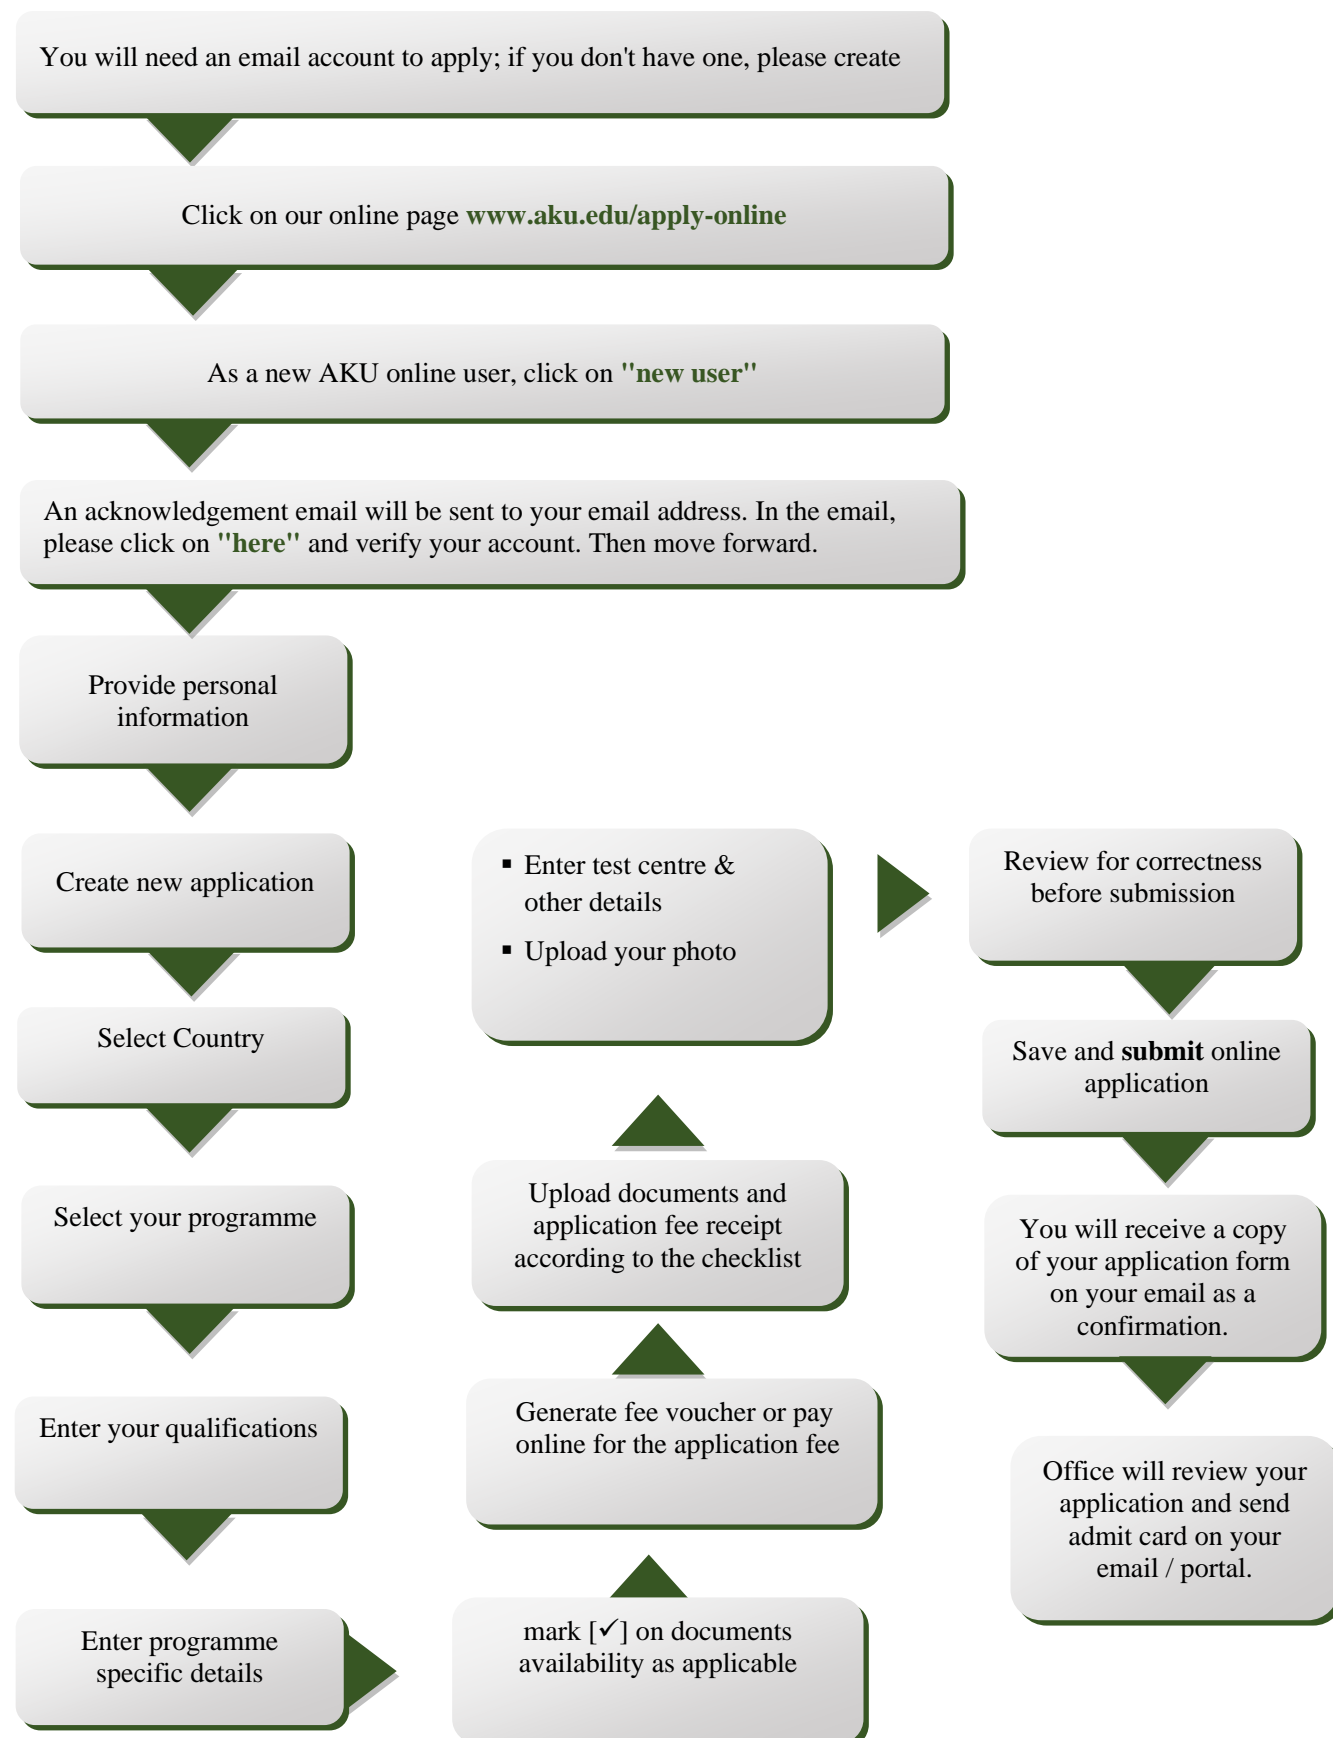 You will need an email account to apply; if you don't have one, please create
Click on our online page www.aku.edu/apply-online
As a new AKU online user, click on "new user"
An acknowledgement email will be sent to your email address. In the email,
please click on "here" and verify your account. Then move forward.
Provide personal
information
Create new application
Select Country
Select your programme
Enter your qualifications
Enter programme
specific details
mark [✓] on documents
availability as applicable
Generate fee voucher or pay
online for the application fee
Upload documents and
application fee receipt
according to the checklist
▪ Enter test centre &
other details
▪ Upload your photo
Review for correctness
before submission
Save and submit online
application
You will receive a copy
of your application form
on your email as a
confirmation.
Office will review your
application and send
admit card on your
email / portal.